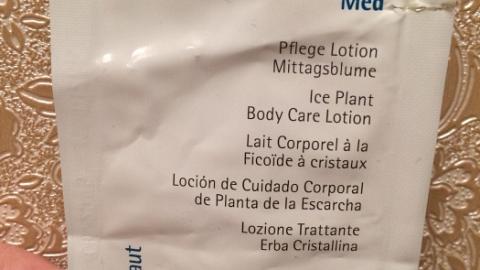 Med
Pflege Lotion
Mittagsblume
Ice Plant
Body Care Lotion
Lait Corporel à la
Ficoïde à cristaux
Loción de Cuidado Corporal
de Planta de la Escarcha
Lozione Trattante
Erba Cristallina
aut